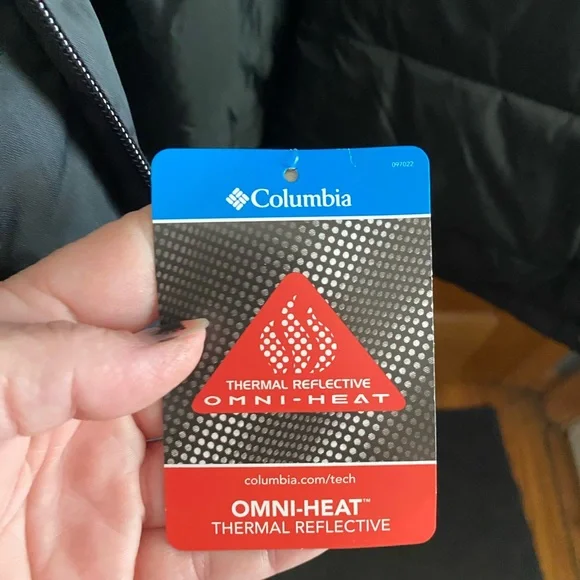 097022
Columbia
THERMAL REFLECTIVE
OMNI-HEAT
columbia.com/tech
OMNI-HEAT™
THERMAL REFLECTIVE